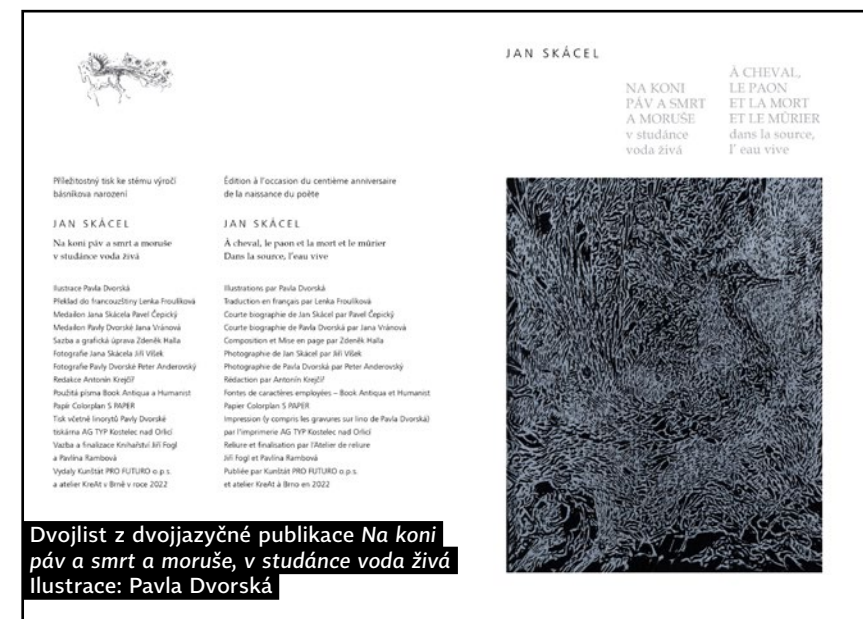 Příležitostný tisk ke stému výročí
básníkova narození
JAN SKÁCEL
Na koni páv a smrt a moruše
v studánce voda živá
Ilustrace Pavla Dvorská
Překlad do francouzštiny Lenka Froulíková
Medailon Jana Skácela Pavel Čepický
Medailon Pavly Dvorské Jana Vránová
Sazba a grafická úprava Zdeněk Halla
Fotografie Jana Skácela Jiří Víšek
Fotografie Pavly Dvorské Peter Anderovský
Redakce Antonín Krejčíř
Použitá písma Book Antiqua a Humanist
Papír Colorplan S PAPER
Tisk včetně linorytů Pavly Dvorské
tiskárna AG TYP Kostelec nad Orlicí
Vazba a finalizace Knihařství Jiří Fogl
a Pavlína Rambová
Vydaly Kunštát PRO FUTURO o.p.s.
a atelier KreAt v Brně v roce 2022
Édition à l'occasion du centième anniversaire
de la naissance du poète
JAN SKÁCEL
À cheval, le paon et la mort et le mûrier
Dans la source, l'eau vive
Illustrations par Pavla Dvorská
Traduction en français par Lenka Froulíková
Courte biographie de Jan Skácel par Pavel Čepický
Courte biographie de Pavla Dvorská par Jana Vránová
Composition et Mise en page par Zdeněk Halla
Photographie de Jan Skácel par Jiří Víšek
Photographie de Pavla Dvorská par Peter Anderovský
Rédaction par Antonín Krejčíř
Fontes de caractères employées – Book Antiqua et Humanist
Papier Colorplan S PAPER
Impression (y compris les gravures sur lino de Pavla Dvorská)
par l'imprimerie AG TYP Kostelec nad Orlicí
Reliure et finalisation par l'Atelier de reliure
Jiří Fogl et Pavlína Rambová
Publiée par Kunštát PRO FUTURO o.p.s.
et atelier KreAt à Brno en 2022
JAN SKÁCEL
NA KONI
PÁV A SMRT
A MORUŠE
v studánce
voda živá
À CHEVAL,
LE PAON
ET LA MORT
ET LE MÛRIER
dans la source,
l' eau vive
Dvojlist z dvojjazyčné publikace Na koni
páv a smrt a moruše, v studánce voda živá
Ilustrace: Pavla Dvorská